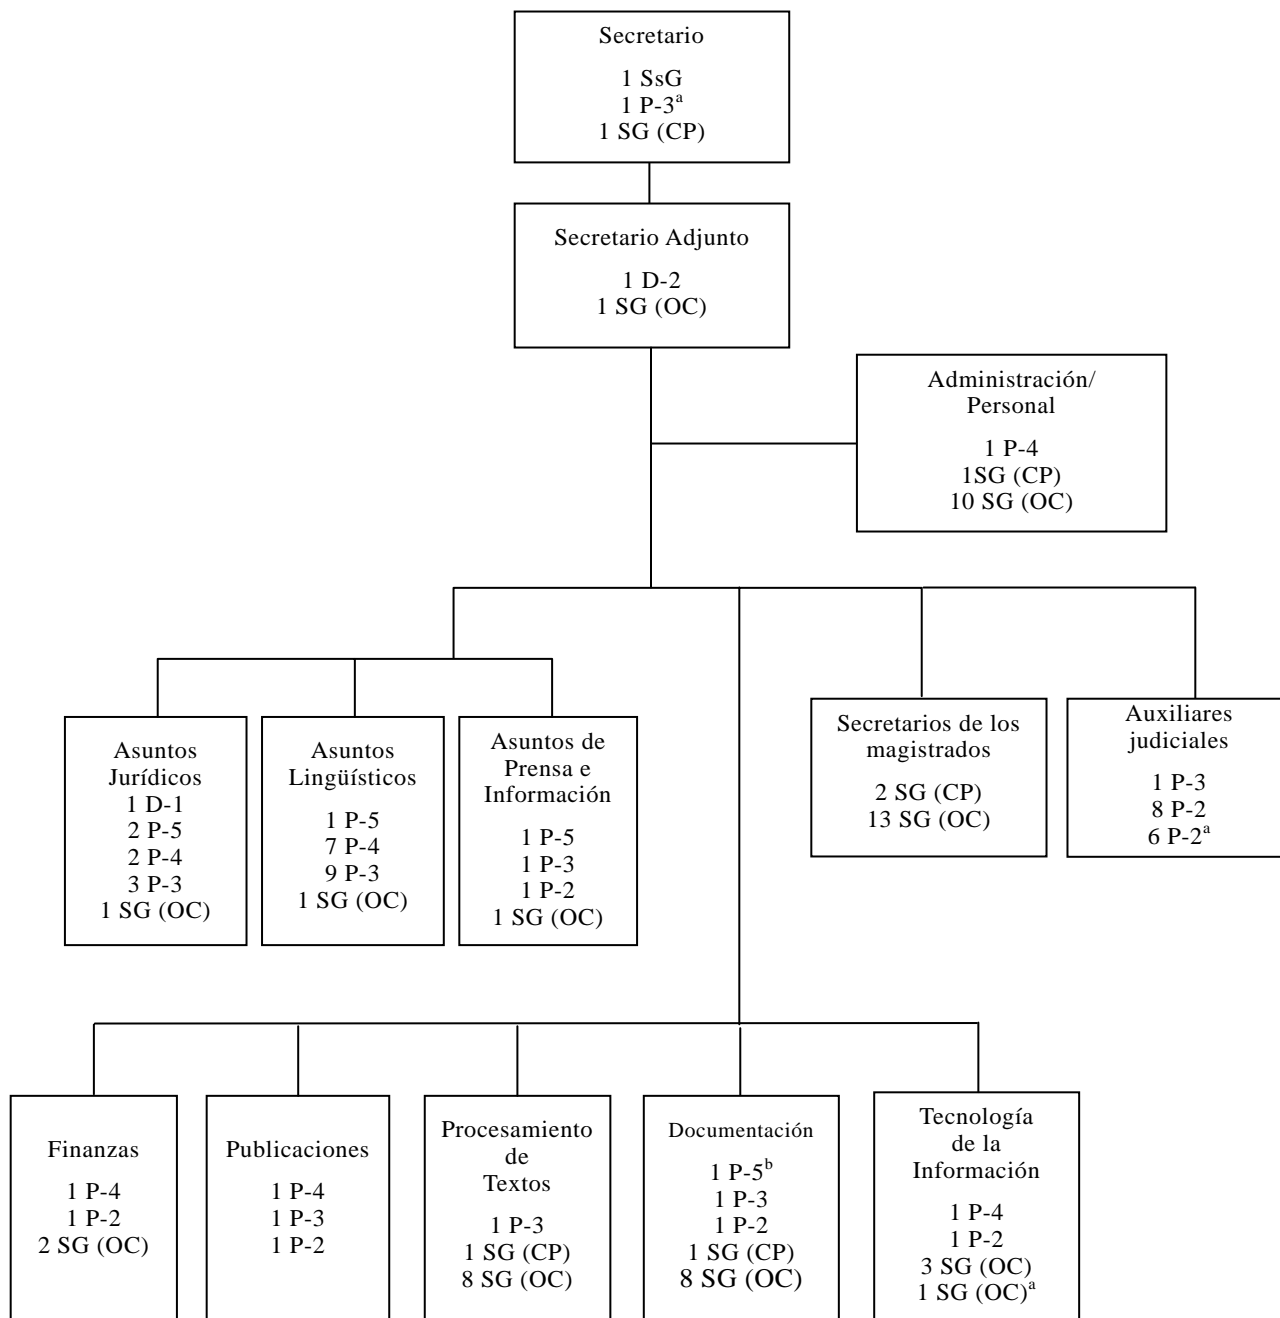 Secretario
1 SsG
1 P-3ᵃ
1 SG (CP)
Secretario Adjunto
1 D-2
1 SG (OC)
Administración/
Personal
1 P-4
1SG (CP)
10 SG (OC)
Asuntos
Jurídicos
1 D-1
2 P-5
2 P-4
3 P-3
1 SG (OC)
Asuntos
Lingüísticos
1 P-5
7 P-4
9 P-3
1 SG (OC)
Asuntos de
Prensa e
Información
1 P-5
1 P-3
1 P-2
1 SG (OC)
Secretarios de los
magistrados
2 SG (CP)
13 SG (OC)
Auxiliares
judiciales
1 P-3
8 P-2
6 P-2ᵃ
Finanzas
1 P-4
1 P-2
2 SG (OC)
Publicaciones
1 P-4
1 P-3
1 P-2
Procesamiento
de
Textos
1 P-3
1 SG (CP)
8 SG (OC)
Documentación
1 P-5ᵇ
1 P-3
1 P-2
1 SG (CP)
8 SG (OC)
Tecnología
de la
Información
1 P-4
1 P-2
3 SG (OC)
1 SG (OC)ᵃ